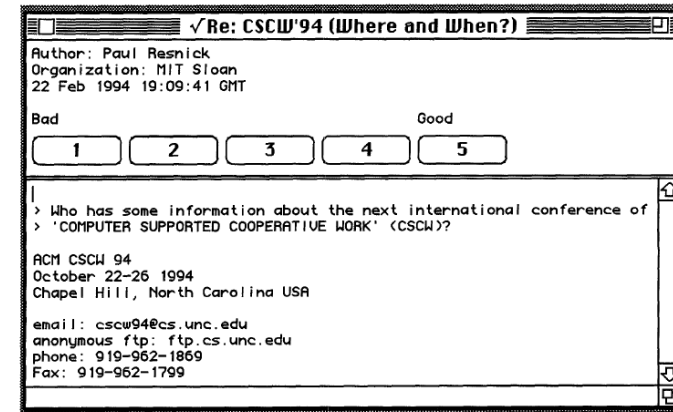 √Re: CSCW'94 (Where and When?)
Author: Paul Resnick
Organization: MIT Sloan
22 Feb 1994 19:09:41 GMT
Bad Good
1 2 3 4 5
> Who has some information about the next international conference of
> 'COMPUTER SUPPORTED COOPERATIVE WORK' (CSCW)?
ACM CSCW 94
October 22-26 1994
Chapel Hill, North Carolina USA
email: cscw94@cs.unc.edu
anonymous ftp: ftp.cs.unc.edu
phone: 919-962-1869
Fax: 919-962-1799